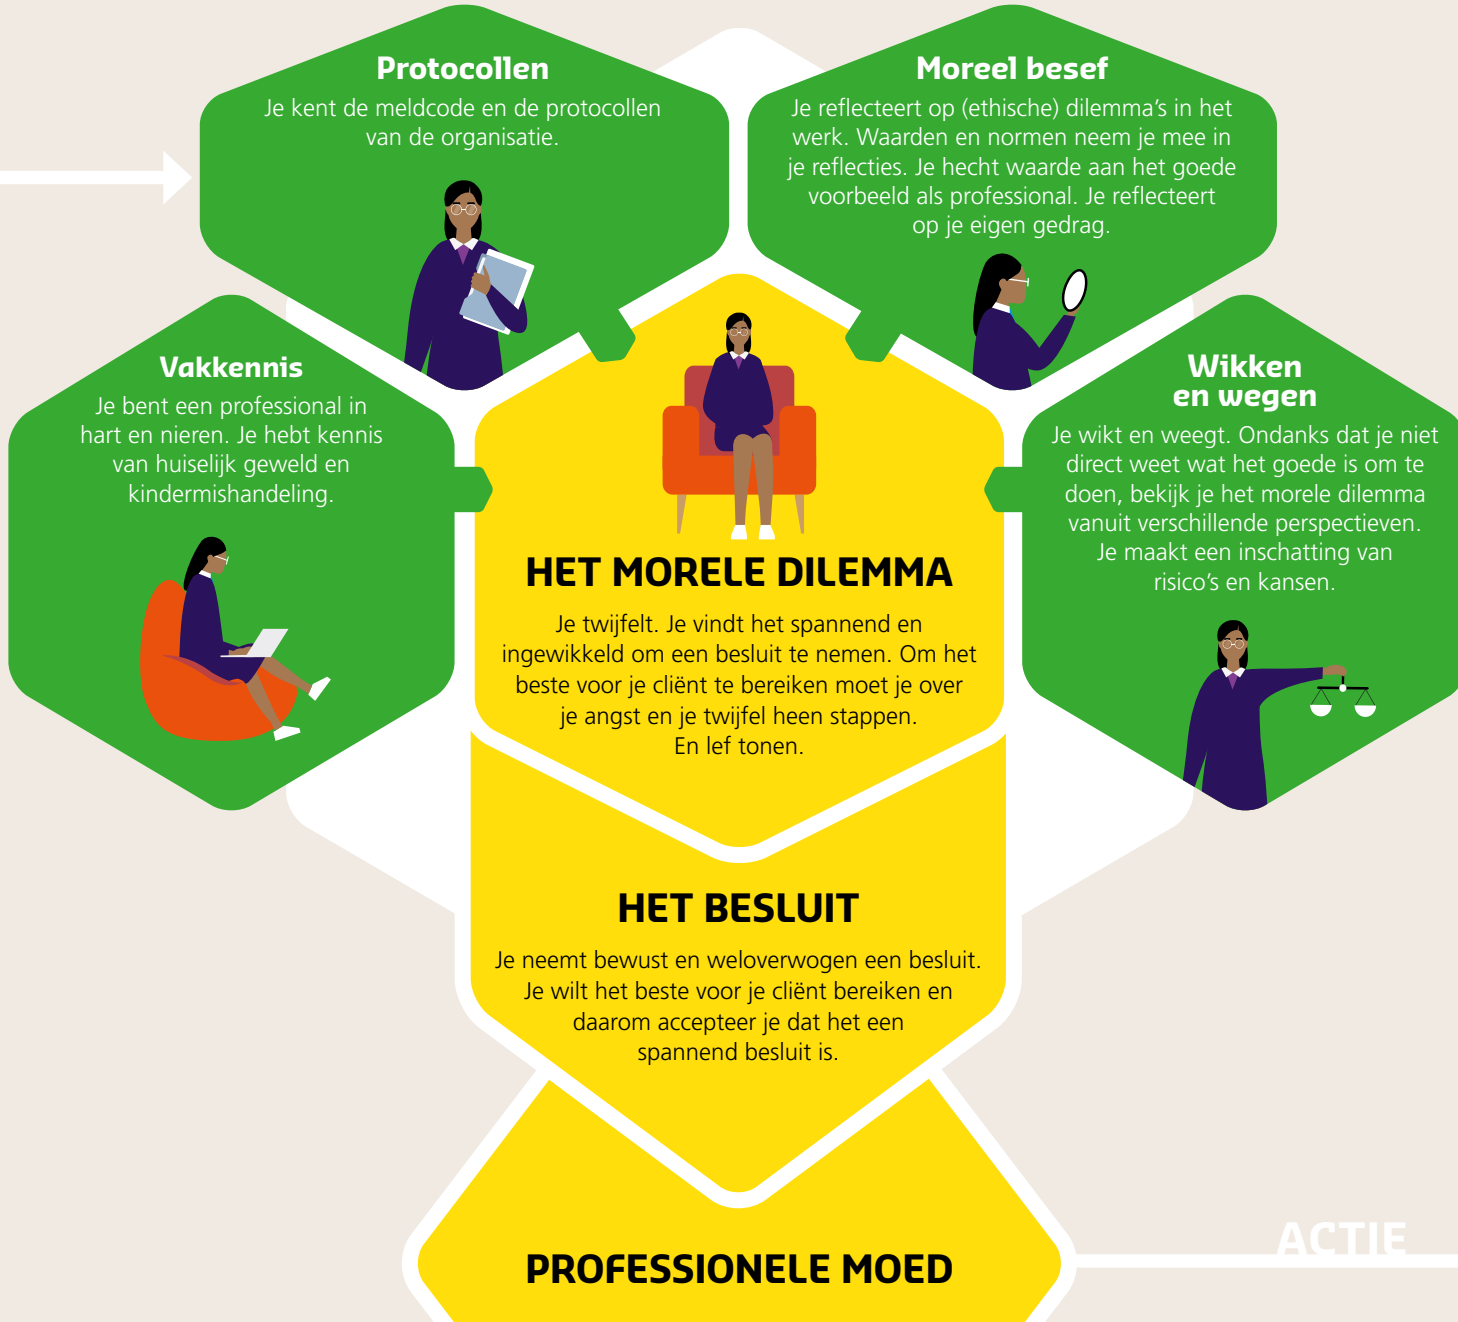 Protocollen
Je kent de meldcode en de protocollen
van de organisatie.
Moreel besef
Je reflecteert op (ethische) dilemma's in het
werk. Waarden en normen neem je mee in
je reflecties. Je hecht waarde aan het goede
voorbeeld als professional. Je reflecteert
op je eigen gedrag.
Vakkennis
Je bent een professional in
hart en nieren. Je hebt kennis
van huiselijk geweld en
kindermishandeling.
Wikken
en wegen
Je wikt en weegt. Ondanks dat je niet
direct weet wat het goede is om te
doen, bekijk je het morele dilemma
vanuit verschillende perspectieven.
Je maakt een inschatting van
risico's en kansen.
HET MORELE DILEMMA
Je twijfelt. Je vindt het spannend en
ingewikkeld om een besluit te nemen. Om het
beste voor je cliënt te bereiken moet je over
je angst en je twijfel heen stappen.
En lef tonen.
HET BESLUIT
Je neemt bewust en weloverwogen een besluit.
Je wilt het beste voor je cliënt bereiken en
daarom accepteer je dat het een
spannend besluit is.
PROFESSIONELE MOED
ACTIE